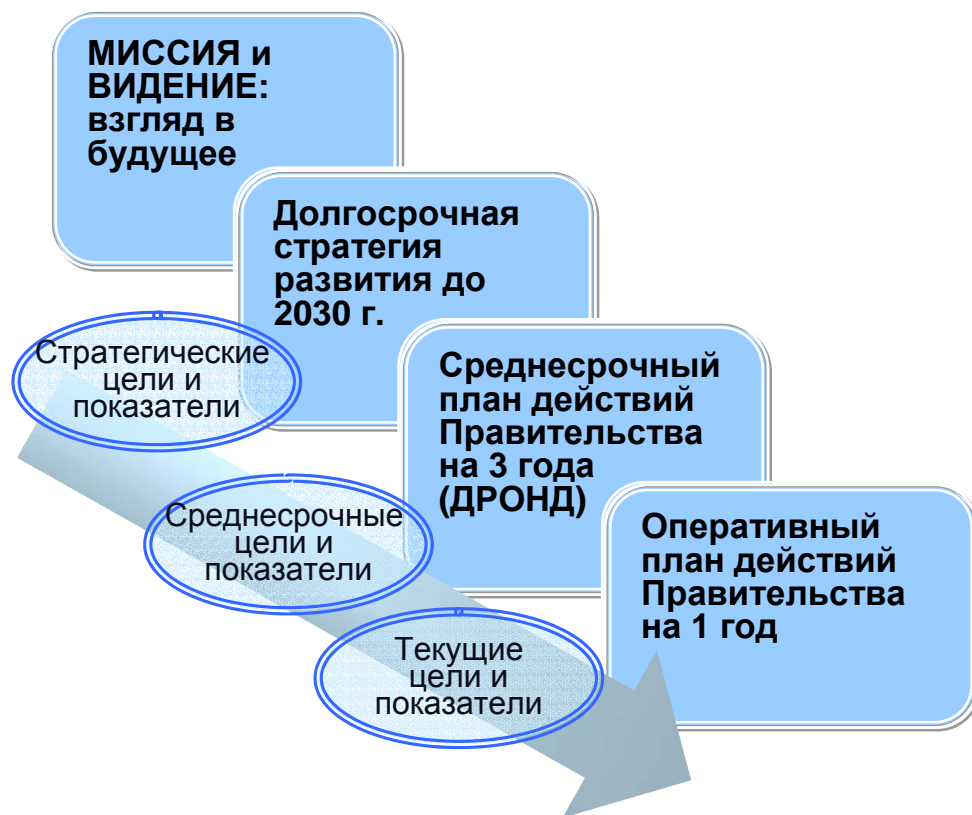 МИССИЯ и
ВИДЕНИЕ:
взгляд в
будущее
Долгосрочная
стратегия
развития до
2030 г.
Стратегические
цели и
показатели
Среднесрочный
план действий
Правительства
на 3 года
(ДРОНД)
Среднесрочные
цели и
показатели
Оперативный
план действий
Правительства
на 1 год
Текущие
цели и
показатели